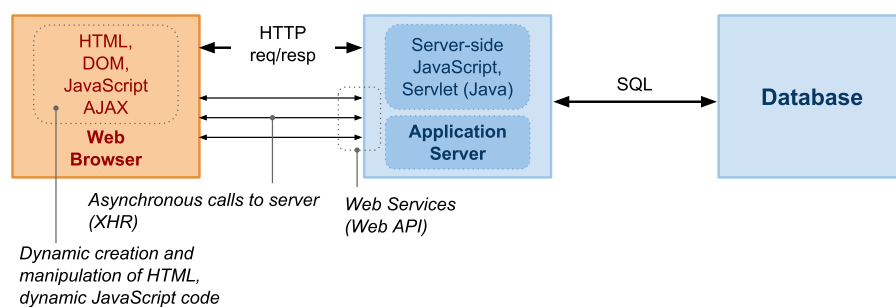 HTML,
DOM,
JavaScript
AJAX
Web
Browser
HTTP
req/resp
Server-side
JavaScript,
Servlet (Java)
Application
Server
SQL
Database
Asynchronous calls to server
(XHR)
Web Services
(Web API)
Dynamic creation and
manipulation of HTML,
dynamic JavaScript code